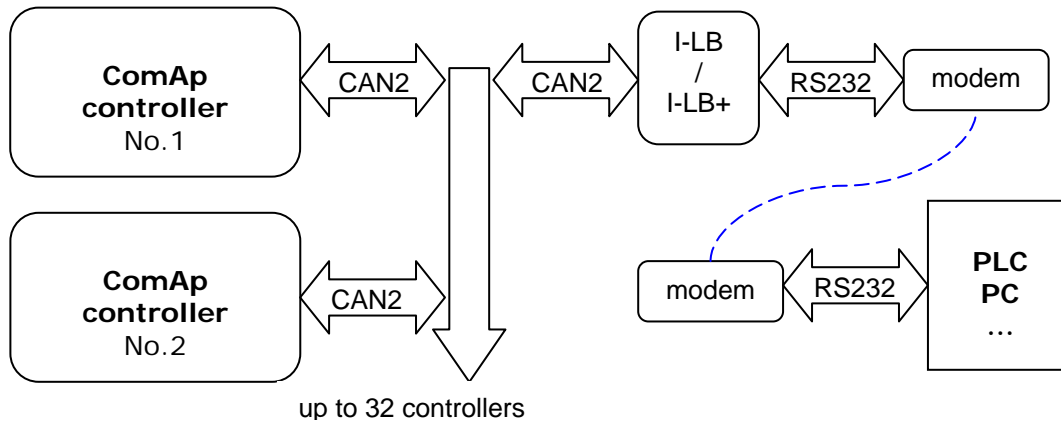 ComAp
controller
No.1
CAN2
CAN2
I-LB
/
I-LB+
RS232
modem
ComAp
controller
No.2
CAN2
modem
RS232
PLC
PC
...
up to 32 controllers